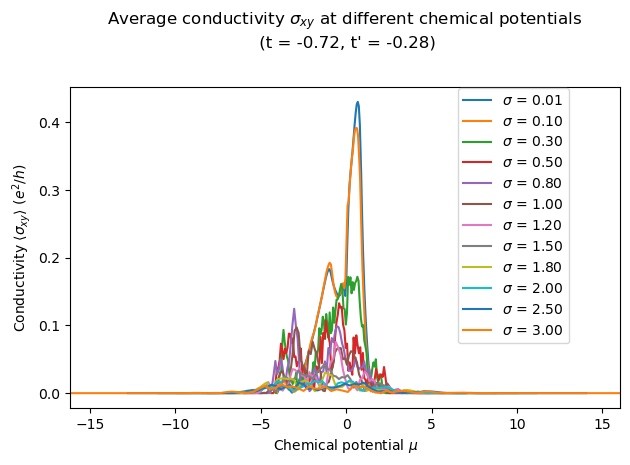 Average conductivity σxy at different chemical potentials
(t = -0.72, t' = -0.28)
Conductivity ⟨σxy⟩ (e²/h)
0.4
0.3
0.2
0.1
0.0
σ = 0.01
σ = 0.10
σ = 0.30
σ = 0.50
σ = 0.80
σ = 1.00
σ = 1.20
σ = 1.50
σ = 1.80
σ = 2.00
σ = 2.50
σ = 3.00
−15 −10 −5 0 5 10 15
Chemical potential μ